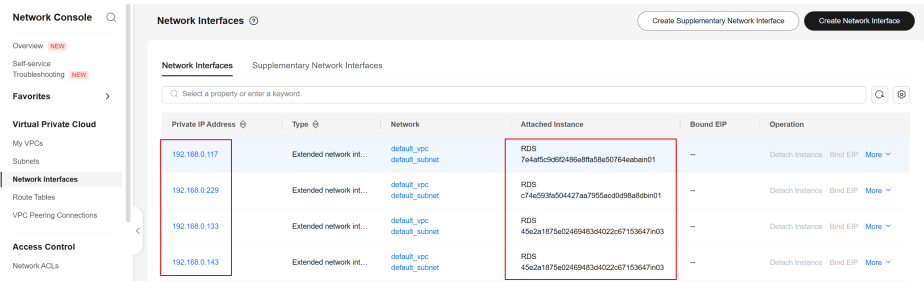 Network Console
Overview NEW
Self-service
Troubleshooting NEW
Favorites
Virtual Private Cloud
My VPCs
Subnets
Network Interfaces
Route Tables
VPC Peering Connections
Access Control
Network ACLs
Network Interfaces
Create Supplementary Network Interface
Create Network Interface
Network Interfaces Supplementary Network Interfaces
Select a property or enter a keyword.
Private IP Address Type Network Attached Instance Bound EIP Operation
192.168.0.117 Extended network int... default_vpc RDS -- Detach Instance Bind EIP More
default_subnet 7e4af5c9d6f2486e8ffa58e50764eabain01
192.168.0.229 Extended network int... default_vpc RDS -- Detach Instance Bind EIP More
default_subnet c74e593fa504427aa7955acd0d98a8dbin01
192.168.0.133 Extended network int... default_vpc RDS -- Detach Instance Bind EIP More
default_subnet 45e2a1875e02469483d4022c67153647in03
192.168.0.143 Extended network int... default_vpc RDS -- Detach Instance Bind EIP More
default_subnet 45e2a1875e02469483d4022c67153647in03